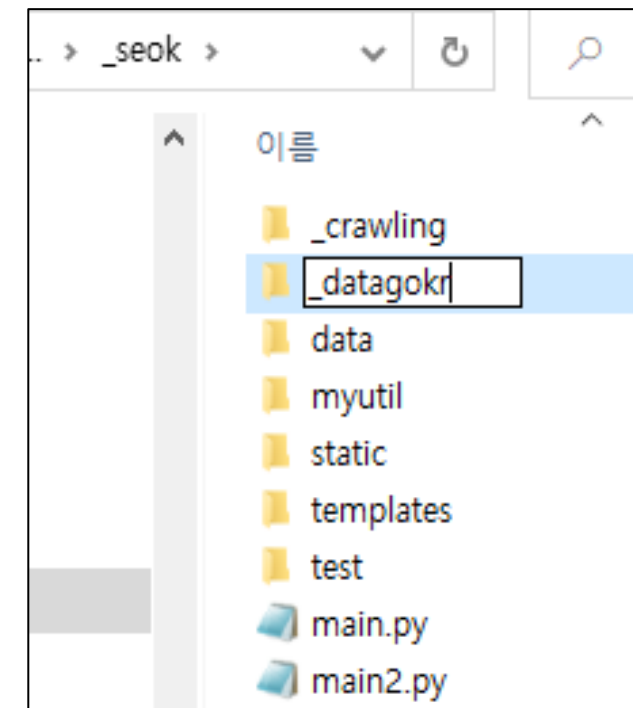 .. > _seok >
이름
_crawling
_datagokr
data
myutil
static
templates
test
main.py
main2.py